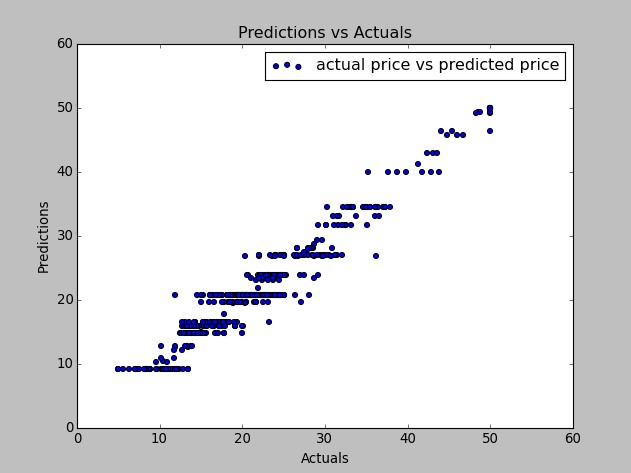 Predictions vs Actuals
60
actual price vs predicted price
50
40
30
20
10
0
Predictions
0 10 20 30 40 50 60
Actuals